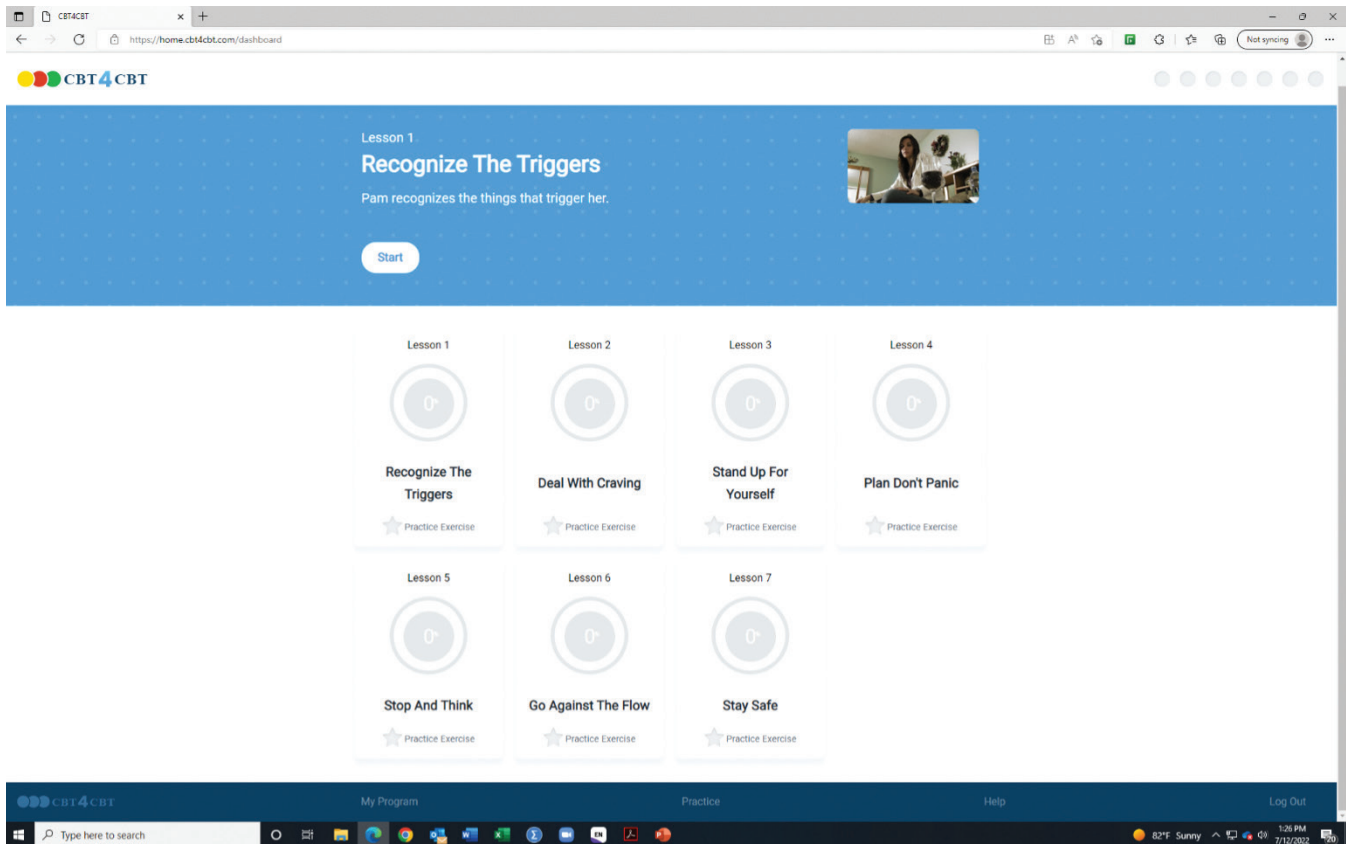 CBT4CBT
https://home.cbt4cbt.com/dashboard
Not syncing
CBT4CBT
Lesson 1
Recognize The Triggers
Pam recognizes the things that trigger her.
Start
Lesson 1
Lesson 2
Lesson 3
Lesson 4
0%
0%
0%
0%
Recognize The
Triggers
Deal With Craving
Stand Up For
Yourself
Plan Don't Panic
Practice Exercise
Practice Exercise
Practice Exercise
Practice Exercise
Lesson 5
Lesson 6
Lesson 7
0%
0%
0%
Stop And Think
Go Against The Flow
Stay Safe
Practice Exercise
Practice Exercise
Practice Exercise
CBT4CBT
My Program
Practice
Help
Log Out
Type here to search
EN
82°F Sunny
1:26 PM
7/12/2022
20